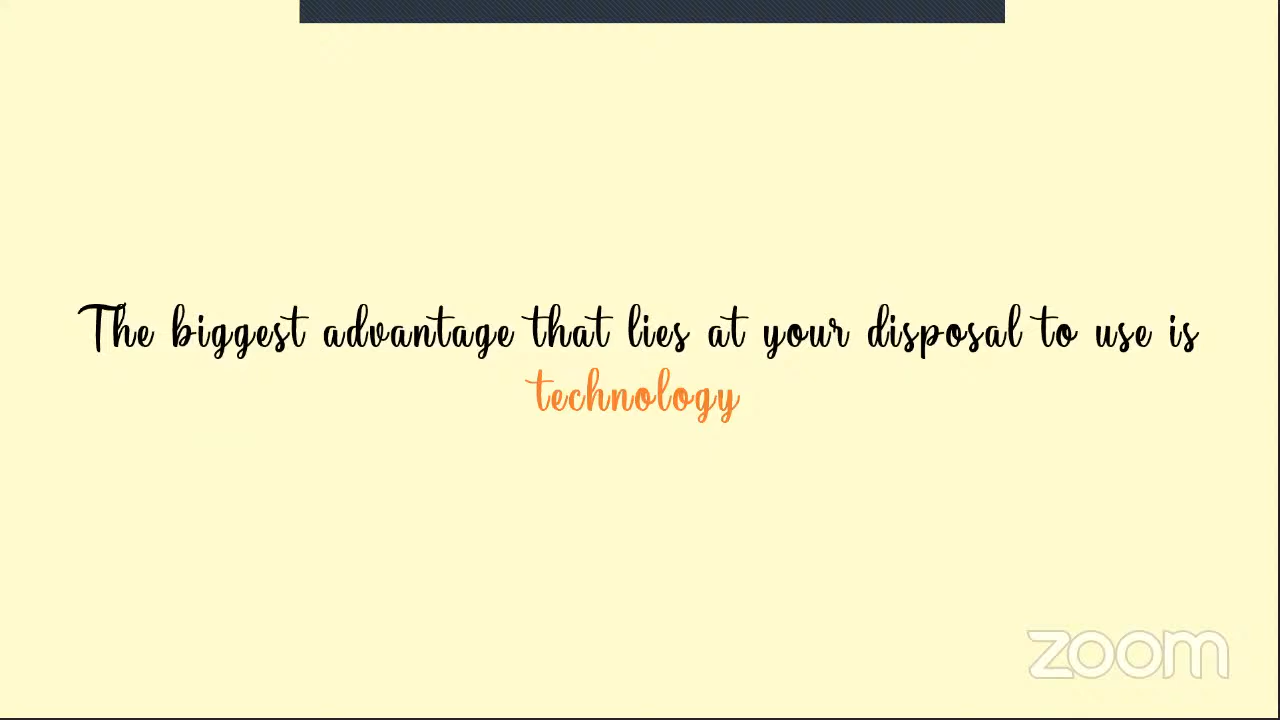 The biggest advantage that lies at your disposal to use is
technology
zoom